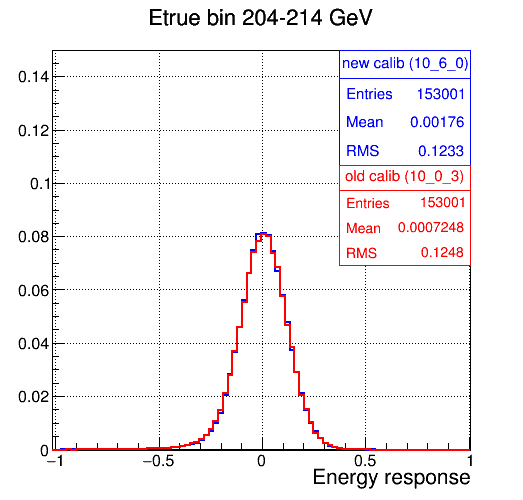 Etrue bin 204-214 GeV
new calib (10_6_0)
Entries 153001
Mean 0.00176
RMS 0.1233
old calib (10_0_3)
Entries 153001
Mean 0.0007248
RMS 0.1248
0.14
0.12
0.1
0.08
0.06
0.04
0.02
0
−1 −0.5 0 0.5 1
Energy response